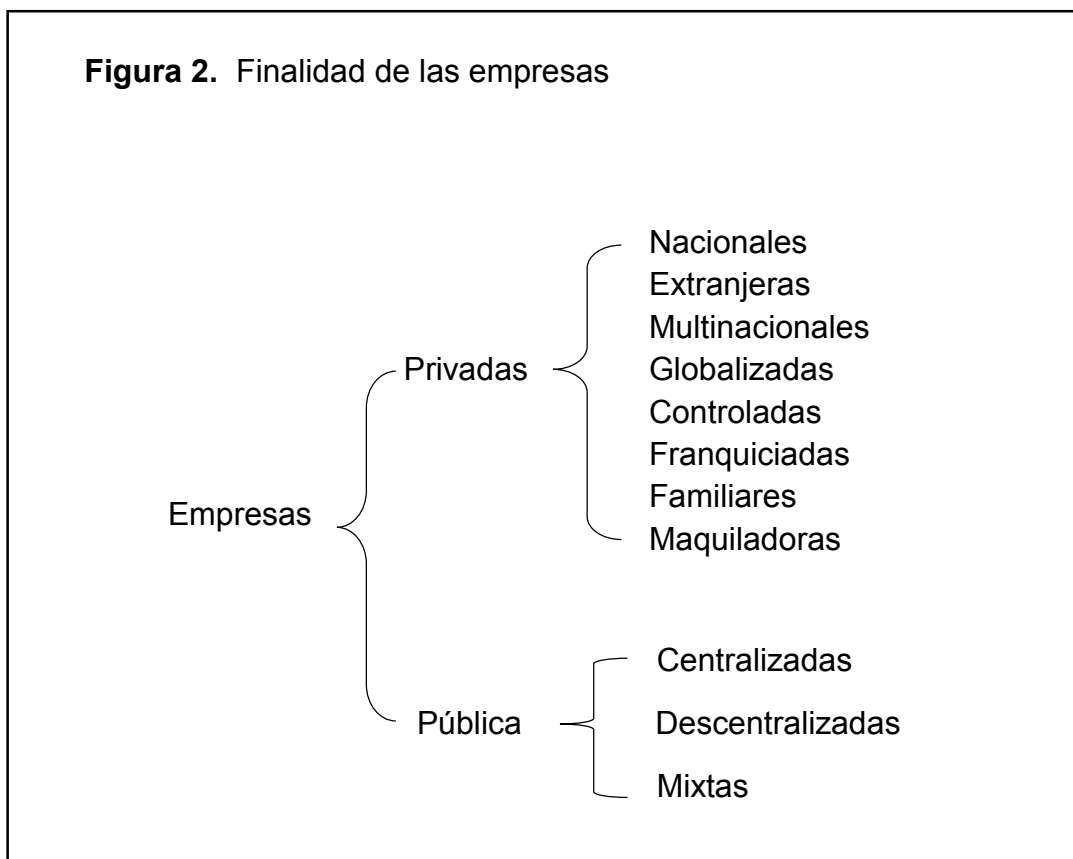 Figura 2. Finalidad de las empresas
Empresas
Privadas
Nacionales
Extranjeras
Multinacionales
Globalizadas
Controladas
Franquiciadas
Familiares
Maquiladoras
Pública
Centralizadas
Descentralizadas
Mixtas